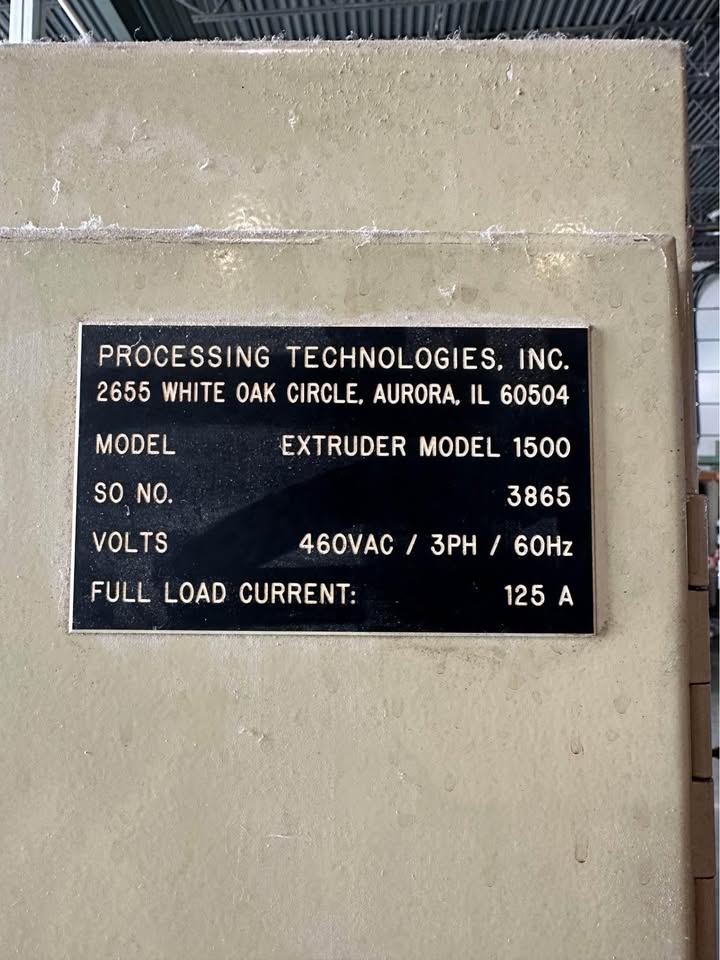 PROCESSING TECHNOLOGIES, INC.
2655 WHITE OAK CIRCLE, AURORA, IL 60504
MODEL EXTRUDER MODEL 1500
SO NO. 3865
VOLTS 460VAC / 3PH / 60Hz
FULL LOAD CURRENT: 125 A